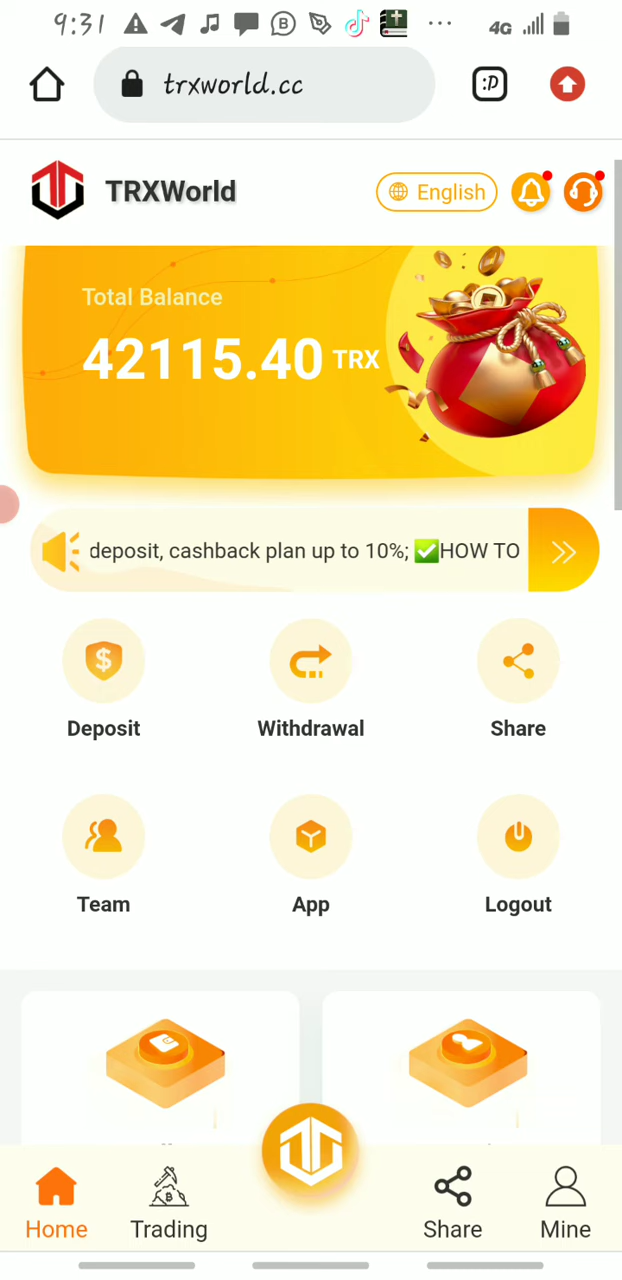 9:31
4G
trxworld.cc
:D
TRXWorld
English
Total Balance
42115.40 TRX
deposit, cashback plan up to 10%; ✅HOW TO
Deposit
Withdrawal
Share
Team
App
Logout
Home
Trading
Share
Mine